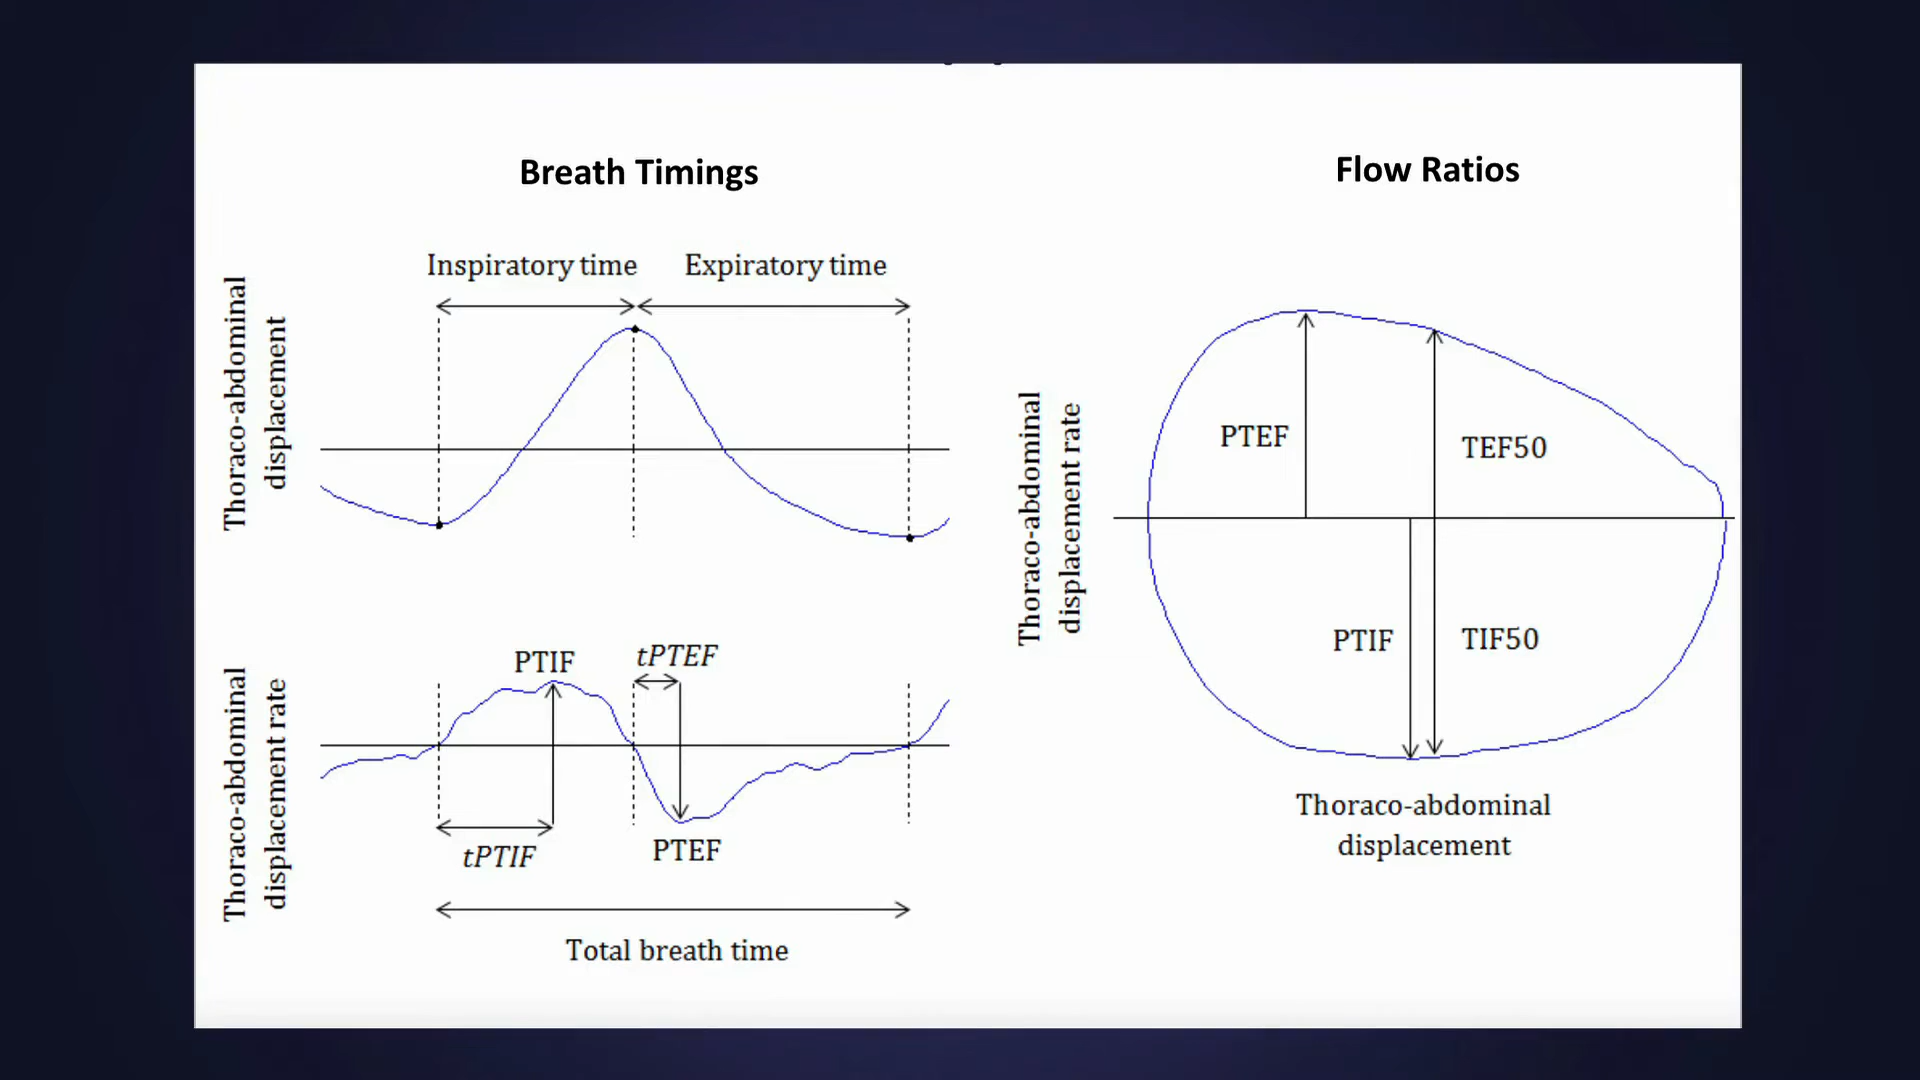 Breath Timings
Inspiratory time
Expiratory time
Thoraco-abdominal
displacement
PTIF
tPTEF
Thoraco-abdominal
displacement rate
tPTIF
PTEF
Total breath time
Flow Ratios
Thoraco-abdominal
displacement rate
PTEF
TEF50
PTIF
TIF50
Thoraco-abdominal
displacement